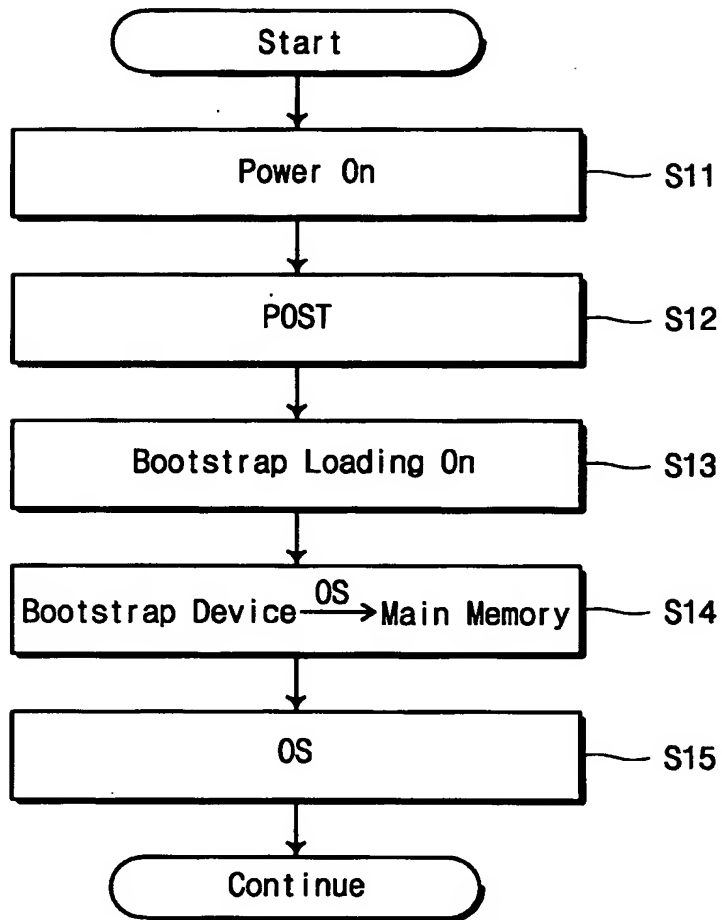 Start
Power On
S11
POST
S12
Bootstrap Loading On
S13
Bootstrap Device OS Main Memory
S14
OS
S15
Continue